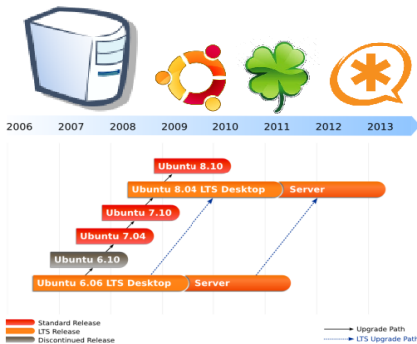 2006 2007 2008 2009 2010 2011 2012 2013
Ubuntu 8.10
Ubuntu 8.04 LTS Desktop Server
Ubuntu 7.10
Ubuntu 7.04
Ubuntu 6.10
Ubuntu 6.06 LTS Desktop Server
Standard Release
LTS Release
Discontinued Release
Upgrade Path
LTS Upgrade Path